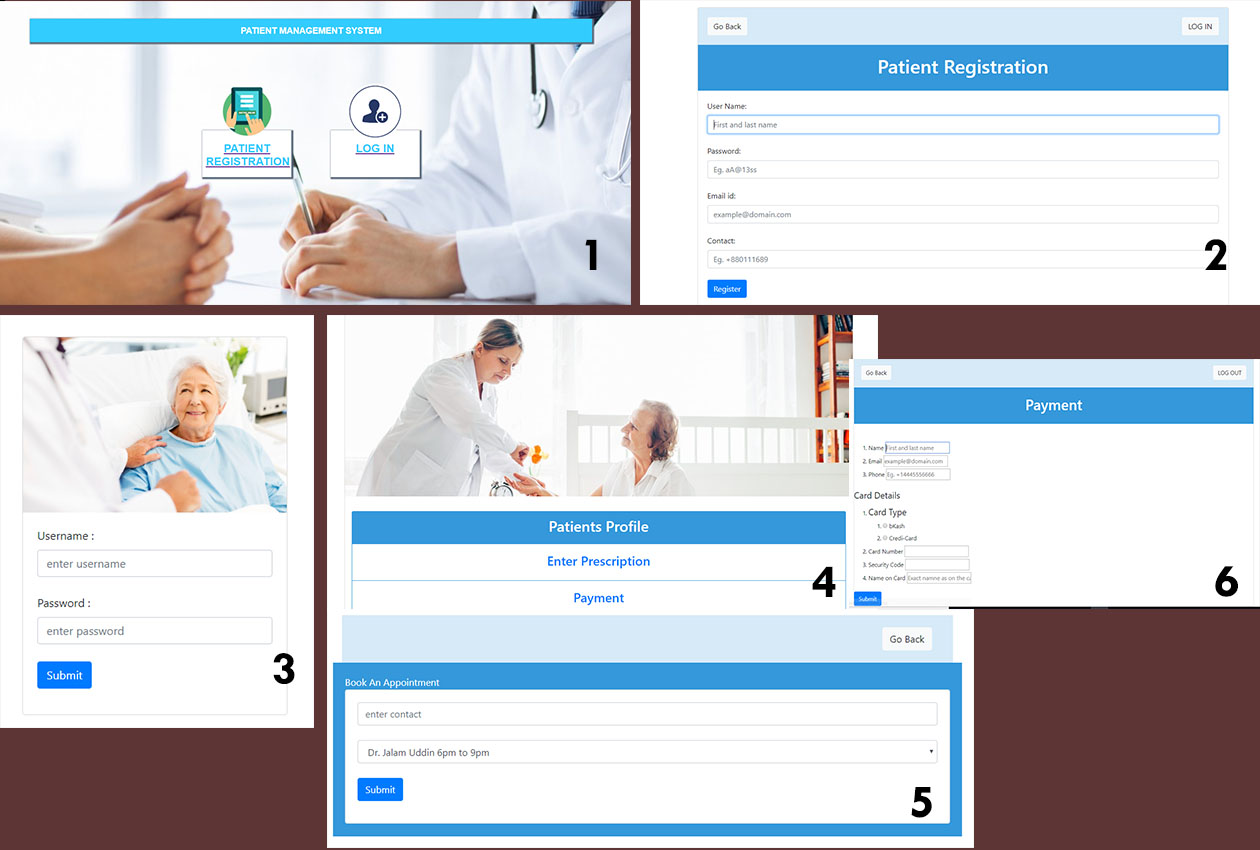 PATIENT MANAGEMENT SYSTEM
PATIENT
REGISTRATION
LOG IN
1
Go Back
LOG IN
Patient Registration
User Name:
First and last name
Password:
Eg. aA@13ss
Email id:
example@domain.com
Contact:
Eg. +880111689
Register
2
Username :
enter username
Password :
enter password
Submit
3
Patients Profile
Enter Prescription
Payment
4
Go Back
Book An Appointment
enter contact
Dr. Jalam Uddin 6pm to 9pm
Submit
5
Go Back
LOG OUT
Payment
1. Name First and last name
2. Email example@domain.com
3. Phone Eg. +14445556666
Card Details
1. Card Type
1. bKash
2. Credi-Card
2. Card Number
3. Security Code
4. Name on Card Exact namne as on the ca
Submit
6